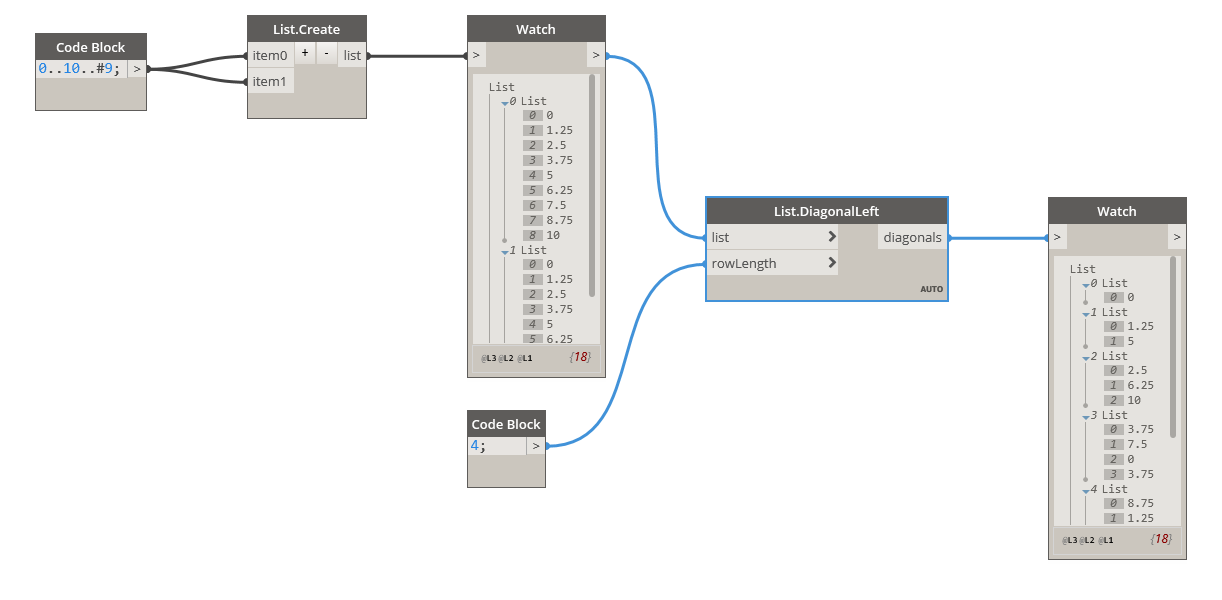 Code Block
0..10..#9; >
List.Create
item0 + - list
item1
Watch
> >
List
0 List
0 0
1 1.25
2 2.5
3 3.75
4 5
5 6.25
6 7.5
7 8.75
8 10
1 List
0 0
1 1.25
2 2.5
3 3.75
4 5
5 6.25
@L3 @L2 @L1 {18}
Code Block
4; >
List.DiagonalLeft
list > diagonals
rowLength >
AUTO
Watch
> >
List
0 List
0 0
1 List
0 1.25
1 5
2 List
0 2.5
1 6.25
2 10
3 List
0 3.75
1 7.5
2 0
3 3.75
4 List
0 8.75
1 1.25
@L3 @L2 @L1 {18}